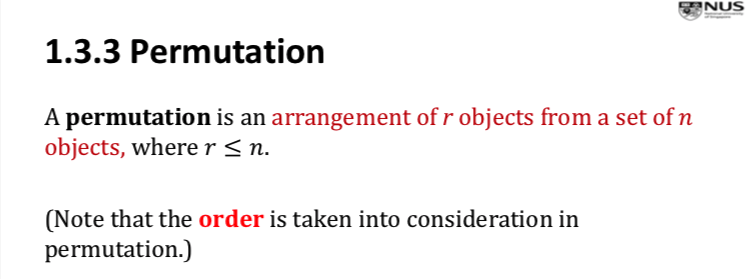 NUS
1.3.3 Permutation
A permutation is an arrangement of r objects from a set of n
objects, where r ≤ n.
(Note that the order is taken into consideration in
permutation.)